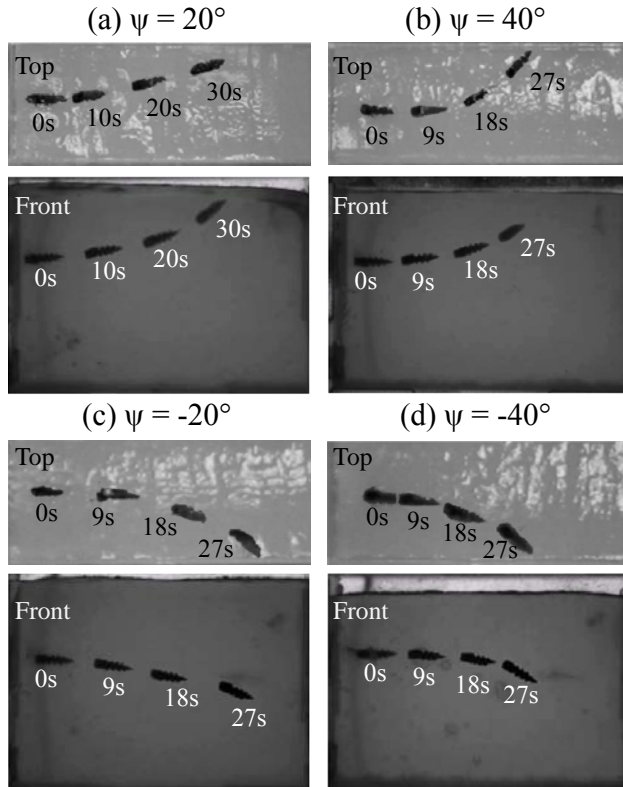 (a) ψ = 20°
Top
0s
10s
20s
30s
Front
0s
10s
20s
30s
(b) ψ = 40°
Top
0s
9s
18s
27s
Front
0s
9s
18s
27s
(c) ψ = -20°
Top
0s
9s
18s
27s
Front
0s
9s
18s
27s
(d) ψ = -40°
Top
0s
9s
18s
27s
Front
0s
9s
18s
27s